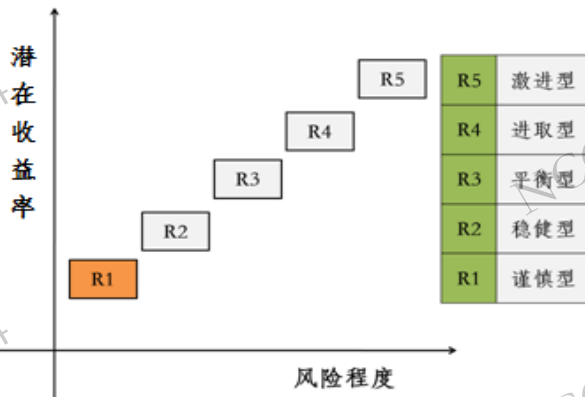 潜在收益率
R5
R4
R3
R2
R1
风险程度
R5 激进型
R4 进取型
R3 平衡型
R2 稳健型
R1 谨慎型